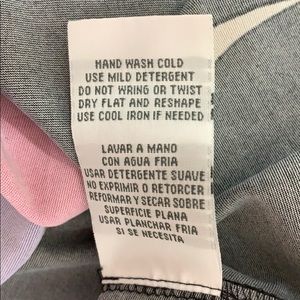 HAND WASH COLD
USE MILD DETERGENT
DO NOT WRING OR TWIST
DRY FLAT AND RESHAPE
USE COOL IRON IF NEEDED
LAVAR A MANO
CON AGUA FRIA
USAR DETERGENTE SUAVE
NO EXPRIMIR O RETORCER
REFORMAR Y SECAR SOBRE
SUPERFICIE PLANA
USAR PLANCHAR FRIA
SI SE NECESITA